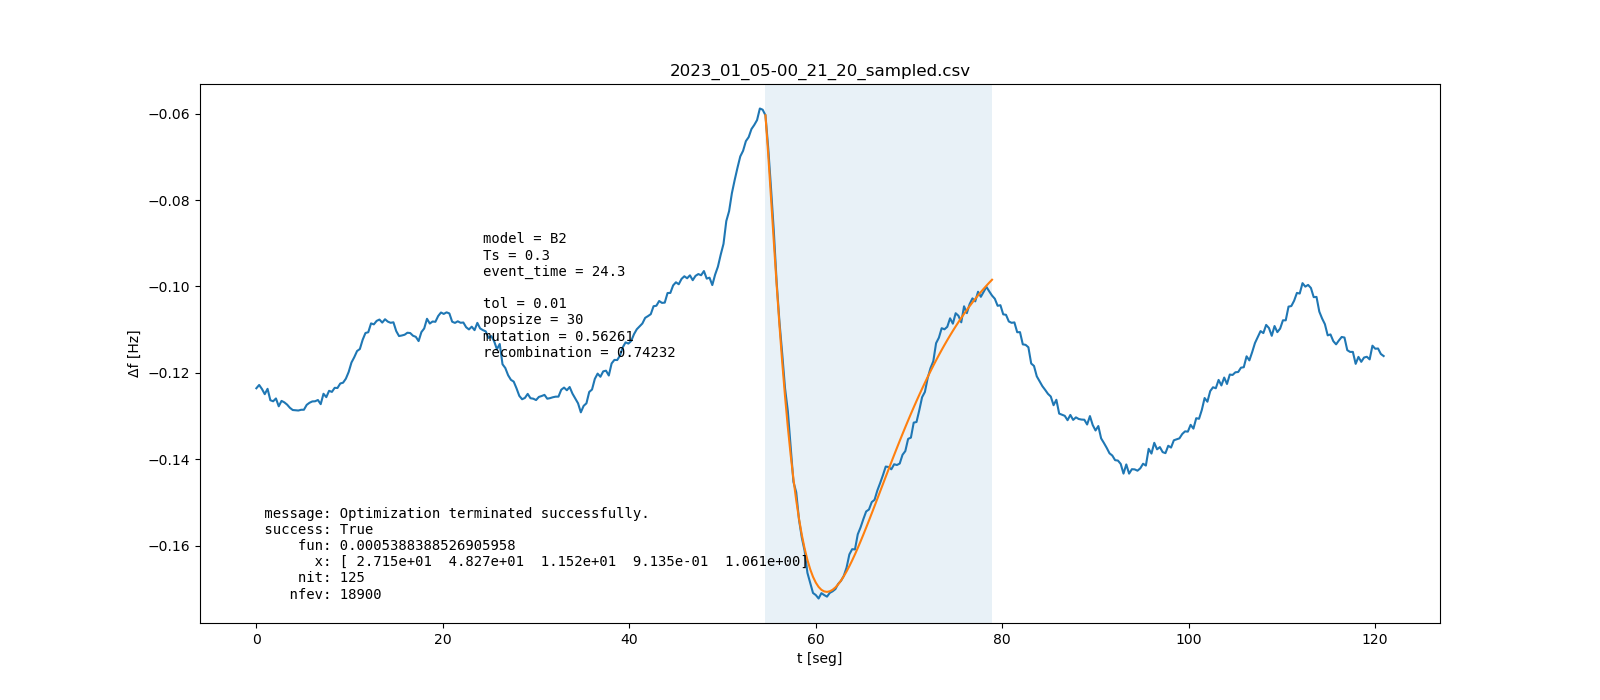 2023_01_05-00_21_20_sampled.csv
−0.06
−0.08
−0.10
−0.12
−0.14
−0.16
Δf [Hz]
model = B2
Ts = 0.3
event_time = 24.3
tol = 0.01
popsize = 30
mutation = 0.56261
recombination = 0.74232
message: Optimization terminated successfully.
success: True
fun: 0.0005388388526905958
x: [ 2.715e+01  4.827e+01  1.152e+01  9.135e-01  1.061e+00]
nit: 125
nfev: 18900
0 20 40 60 80 100 120
t [seg]